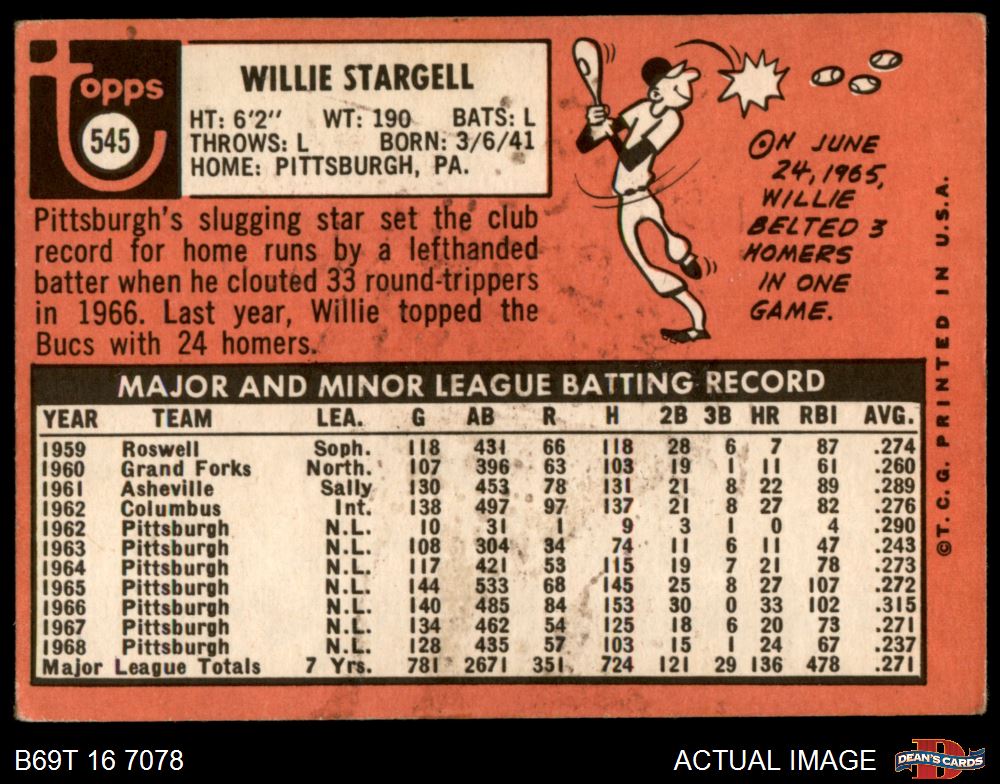 Topps
545
WILLIE STARGELL
HT: 6'2" WT: 190 BATS: L
THROWS: L BORN: 3/6/41
HOME: PITTSBURGH, PA.
Pittsburgh's slugging star set the club
record for home runs by a lefthanded
batter when he clouted 33 round-trippers
in 1966. Last year, Willie topped the
Bucs with 24 homers.
ON JUNE
24, 1965,
WILLIE
BELTED 3
HOMERS
IN ONE
GAME.
MAJOR AND MINOR LEAGUE BATTING RECORD
YEAR TEAM LEA. G AB R H 2B 3B HR RBI AVG.
1959 Roswell Soph. 118 431 66 118 28 6 7 87 .274
1960 Grand Forks North. 107 396 63 103 19 1 11 61 .260
1961 Asheville Sally 130 453 78 131 21 8 22 89 .289
1962 Columbus Int. 138 497 97 137 21 8 27 82 .276
1962 Pittsburgh N.L. 10 31 1 9 3 1 0 4 .290
1963 Pittsburgh N.L. 108 304 34 74 11 6 11 47 .243
1964 Pittsburgh N.L. 117 421 53 115 19 7 21 78 .273
1965 Pittsburgh N.L. 144 533 68 145 25 8 27 107 .272
1966 Pittsburgh N.L. 140 485 84 153 30 0 33 102 .315
1967 Pittsburgh N.L. 134 462 54 125 18 6 20 73 .271
1968 Pittsburgh N.L. 128 435 57 103 15 1 24 67 .237
Major League Totals 7 Yrs. 781 2671 351 724 121 29 136 478 .271
©T. C. G. PRINTED IN U.S.A.
B69T 16 7078
ACTUAL IMAGE
D
DEAN'S CARDS